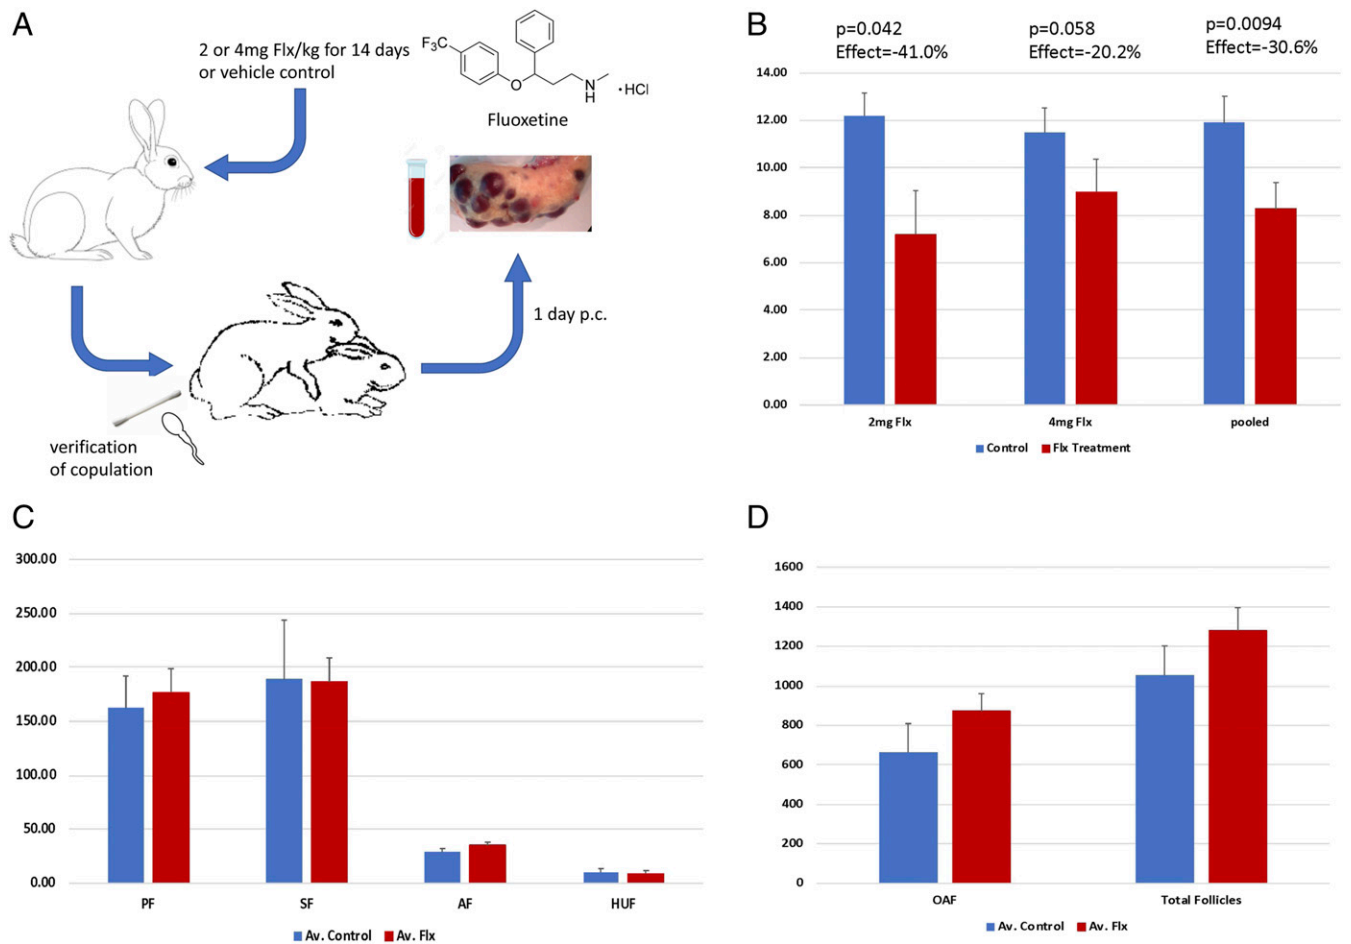 A
2 or 4mg Flx/kg for 14 days
or vehicle control
F₃C
O
N
H
·HCl
Fluoxetine
1 day p.c.
verification
of copulation
B
p=0.042
Effect=-41.0%
p=0.058
Effect=-20.2%
p=0.0094
Effect=-30.6%
14.00
12.00
10.00
8.00
6.00
4.00
2.00
0.00
2mg Flx
4mg Flx
pooled
Control
Flx Treatment
C
300.00
250.00
200.00
150.00
100.00
50.00
0.00
PF
SF
AF
HUF
Av. Control
Av. Flx
D
1600
1400
1200
1000
800
600
400
200
0
OAF
Total Follicles
Av. Control
Av. Flx